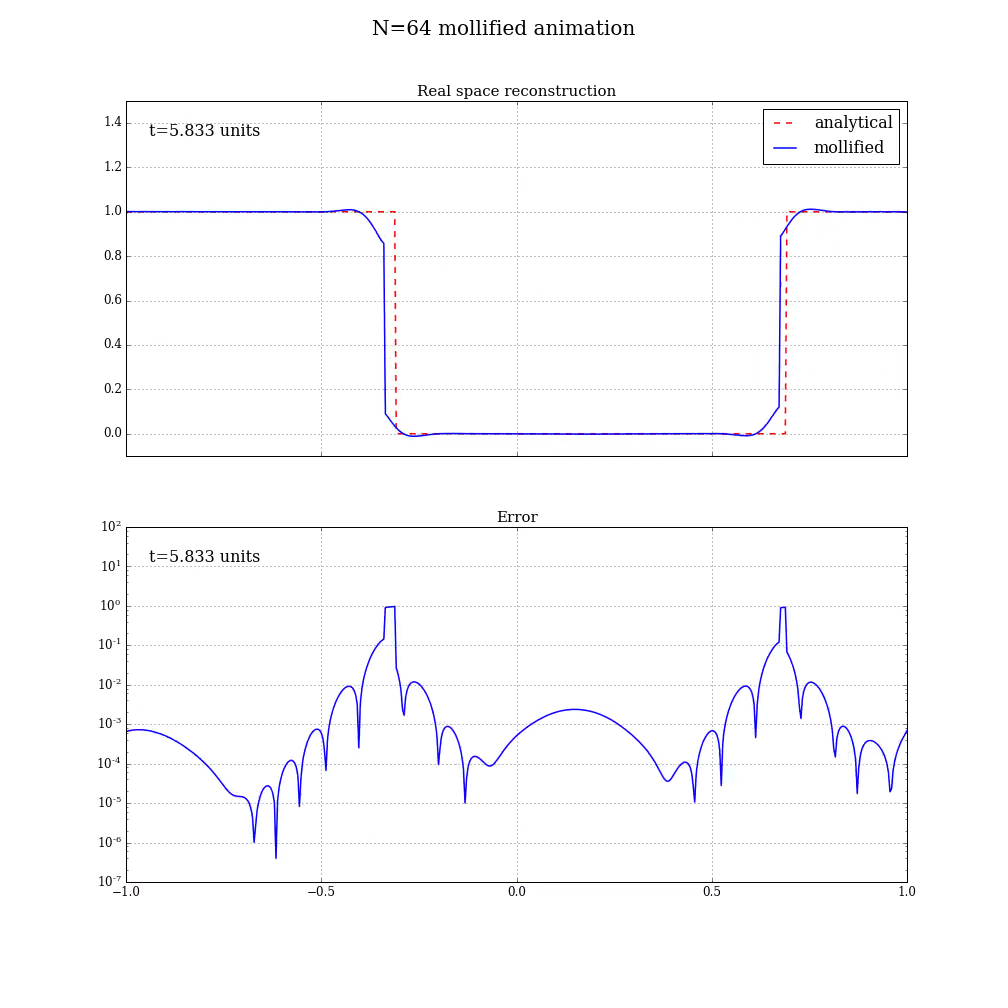 N=64 mollified animation
Real space reconstruction
t=5.833 units
analytical
mollified
1.4
1.2
1.0
0.8
0.6
0.4
0.2
0.0
Error
t=5.833 units
10²
10¹
10⁰
10⁻¹
10⁻²
10⁻³
10⁻⁴
10⁻⁵
10⁻⁶
10⁻⁷
−1.0 −0.5 0.0 0.5 1.0